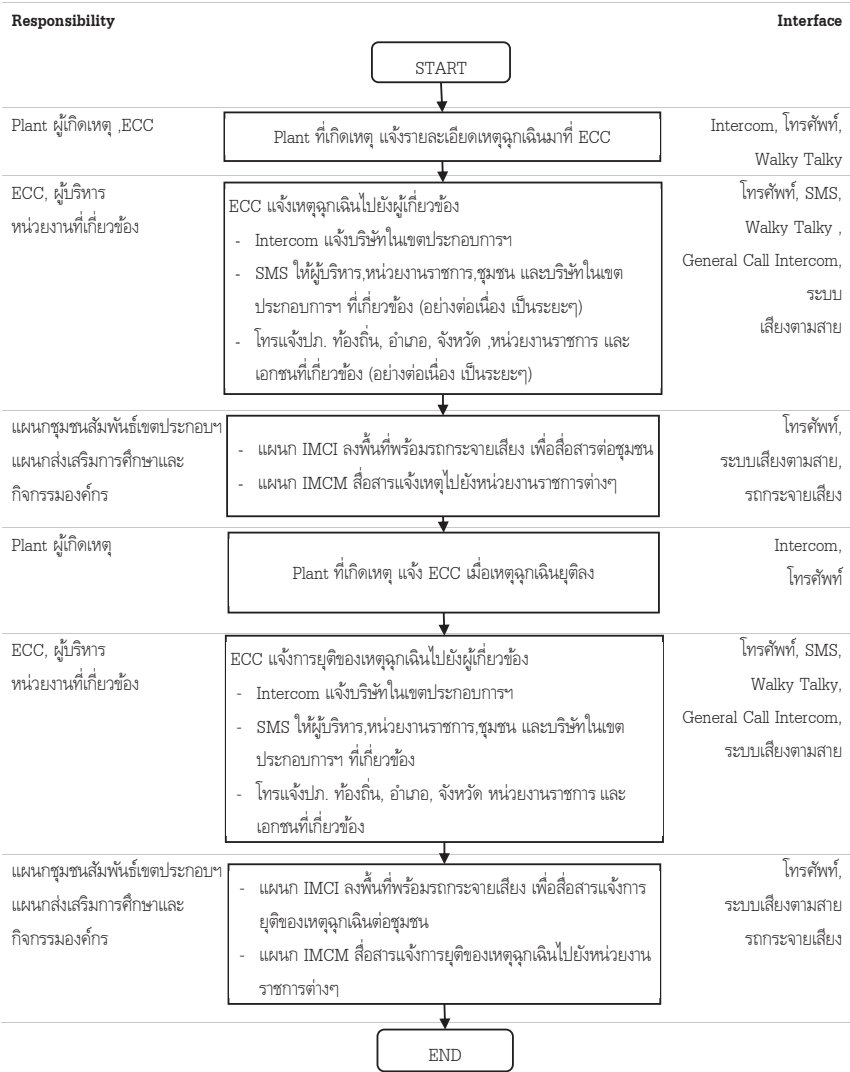 Responsibility
Interface
START
Plant ผู้เกิดเหตุ ,ECC
Plant ที่เกิดเหตุ แจ้งรายละเอียดเหตุฉุกเฉินมาที่ ECC
Intercom, โทรศัพท์,
Walky Talky
ECC, ผู้บริหาร
หน่วยงานที่เกี่ยวข้อง
ECC แจ้งเหตุฉุกเฉินไปยังผู้เกี่ยวข้อง
- Intercom แจ้งบริษัทในเขตประกอบการฯ
- SMS ให้ผู้บริหาร,หน่วยงานราชการ,ชุมชน และบริษัทในเขต
ประกอบการฯ ที่เกี่ยวข้อง (อย่างต่อเนื่อง เป็นระยะๆ)
- โทรแจ้งปภ. ท้องถิ่น, อำเภอ, จังหวัด ,หน่วยงานราชการ และ
เอกชนที่เกี่ยวข้อง (อย่างต่อเนื่อง เป็นระยะๆ)
โทรศัพท์, SMS,
Walky Talky ,
General Call Intercom,
ระบบ
เสียงตามสาย
แผนกชุมชนสัมพันธ์เขตประกอบฯ
แผนกส่งเสริมการศึกษาและ
กิจกรรมองค์กร
- แผนก IMCI ลงพื้นที่พร้อมรถกระจายเสียง เพื่อสื่อสารต่อชุมชน
- แผนก IMCM สื่อสารแจ้งเหตุไปยังหน่วยงานราชการต่างๆ
โทรศัพท์,
ระบบเสียงตามสาย,
รถกระจายเสียง
Plant ผู้เกิดเหตุ
Plant ที่เกิดเหตุ แจ้ง ECC เมื่อเหตุฉุกเฉินยุติลง
Intercom,
โทรศัพท์
ECC, ผู้บริหาร
หน่วยงานที่เกี่ยวข้อง
ECC แจ้งการยุติของเหตุฉุกเฉินไปยังผู้เกี่ยวข้อง
- Intercom แจ้งบริษัทในเขตประกอบการฯ
- SMS ให้ผู้บริหาร,หน่วยงานราชการ,ชุมชน และบริษัทในเขต
ประกอบการฯ ที่เกี่ยวข้อง
- โทรแจ้งปภ. ท้องถิ่น, อำเภอ, จังหวัด หน่วยงานราชการ และ
เอกชนที่เกี่ยวข้อง
โทรศัพท์, SMS,
Walky Talky,
General Call Intercom,
ระบบเสียงตามสาย
แผนกชุมชนสัมพันธ์เขตประกอบฯ
แผนกส่งเสริมการศึกษาและ
กิจกรรมองค์กร
- แผนก IMCI ลงพื้นที่พร้อมรถกระจายเสียง เพื่อสื่อสารแจ้งการ
ยุติของเหตุฉุกเฉินต่อชุมชน
- แผนก IMCM สื่อสารแจ้งการยุติของเหตุฉุกเฉินไปยังหน่วยงาน
ราชการต่างๆ
โทรศัพท์,
ระบบเสียงตามสาย
รถกระจายเสียง
END